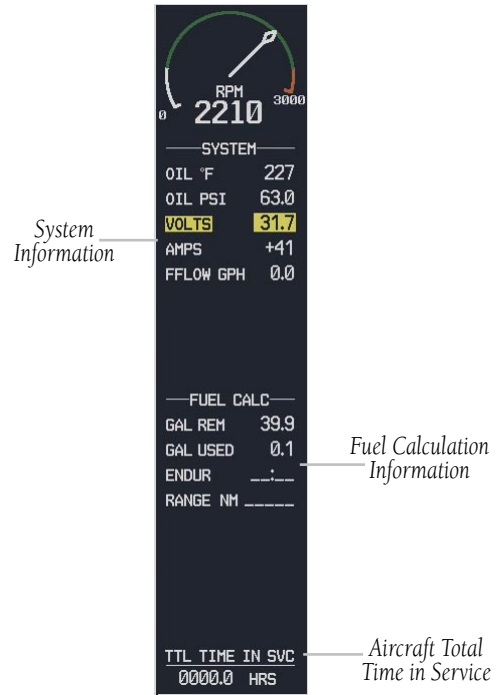 RPM
0 2210 3000
SYSTEM
OIL °F 227
OIL PSI 63.0
VOLTS 31.7
AMPS +41
FFLOW GPH 0.0
System
Information
FUEL CALC
GAL REM 39.9
GAL USED 0.1
ENDUR __:__
RANGE NM _____
Fuel Calculation
Information
TTL TIME IN SVC
0000.0 HRS
Aircraft Total
Time in Service